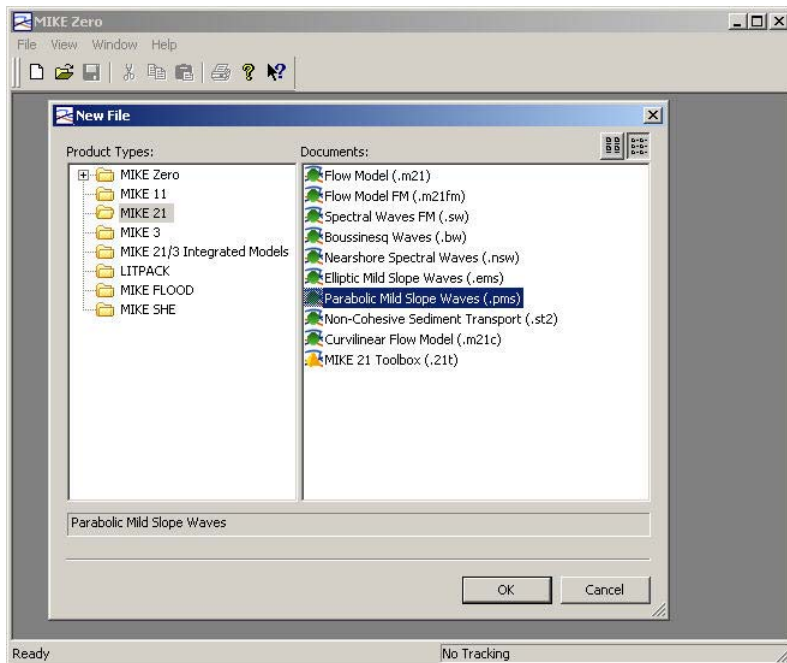 MIKE Zero
File View Window Help
New File
Product Types:
Documents:
MIKE Zero
MIKE 11
MIKE 21
MIKE 3
MIKE 21/3 Integrated Models
LITPACK
MIKE FLOOD
MIKE SHE
Flow Model (.m21)
Flow Model FM (.m21fm)
Spectral Waves FM (.sw)
Boussinesq Waves (.bw)
Nearshore Spectral Waves (.nsw)
Elliptic Mild Slope Waves (.ems)
Parabolic Mild Slope Waves (.pms)
Non-Cohesive Sediment Transport (.st2)
Curvilinear Flow Model (.m21c)
MIKE 21 Toolbox (.21t)
Parabolic Mild Slope Waves
OK Cancel
Ready No Tracking